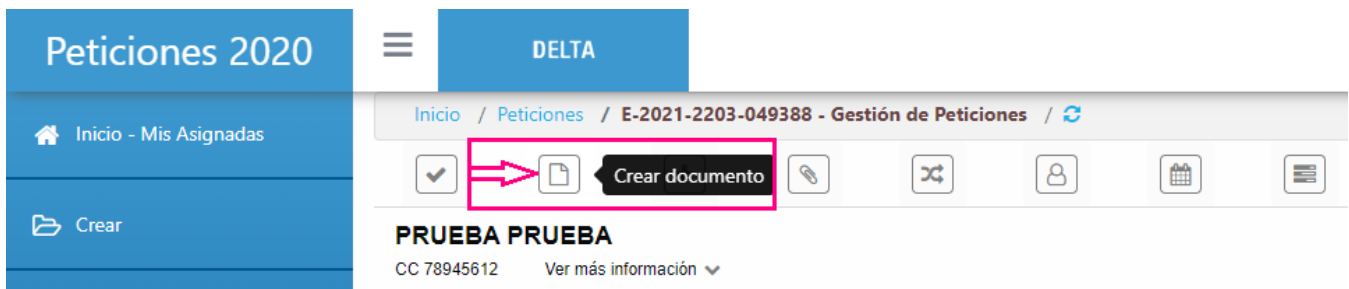 Peticiones 2020
DELTA
Inicio / Peticiones / E-2021-2203-049388 - Gestión de Peticiones /
Inicio - Mis Asignadas
Crear documento
Crear
PRUEBA PRUEBA
CC 78945612 Ver más información